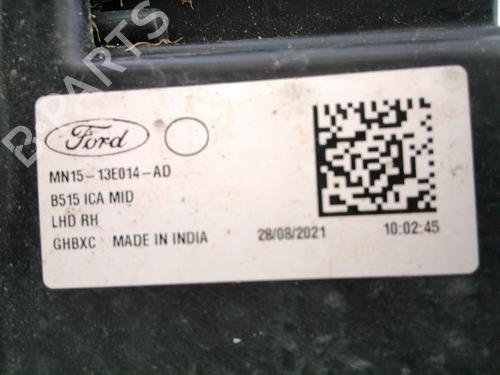 Ford
MN15-13E014-AD
B515 ICA MID
LHD RH
GHBXC MADE IN INDIA 28/08/2021 10:02:45
B-PARTS